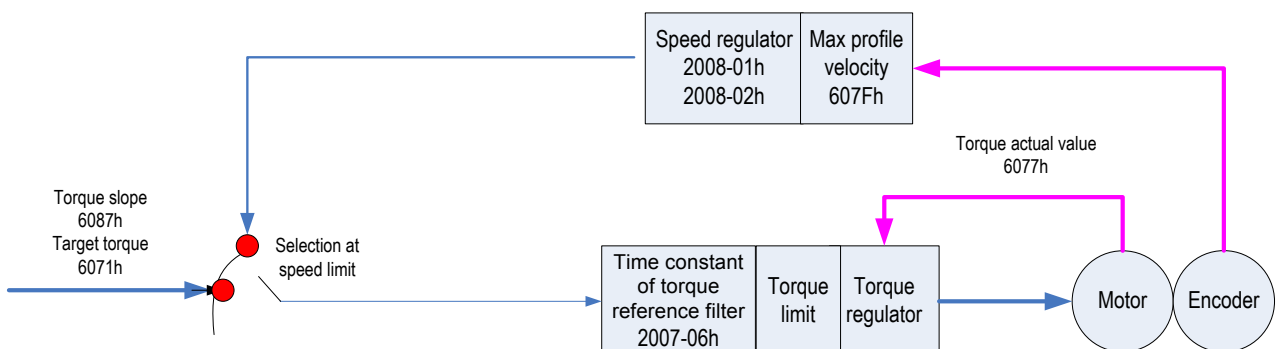 Speed regulator
2008-01h
2008-02h
Max profile
velocity
607Fh
Torque actual value
6077h
Torque slope
6087h
Target torque
6071h
Selection at
speed limit
Time constant
of torque
reference filter
2007-06h
Torque
limit
Torque
regulator
Motor
Encoder